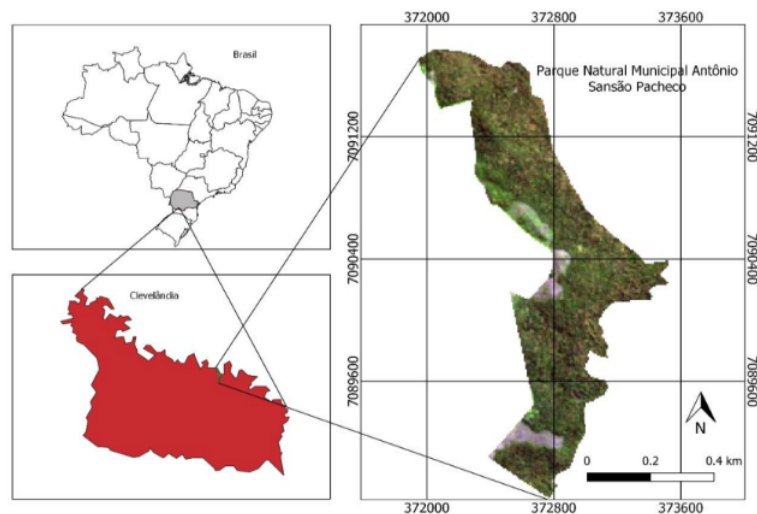 Brasil
Clevelândia
372000
372800
373600
Parque Natural Municipal Antônio
Sansão Pacheco
7091200
7091200
7090400
7090400
7089600
7089600
N
0
0.2
0.4 km
372000
372800
373600